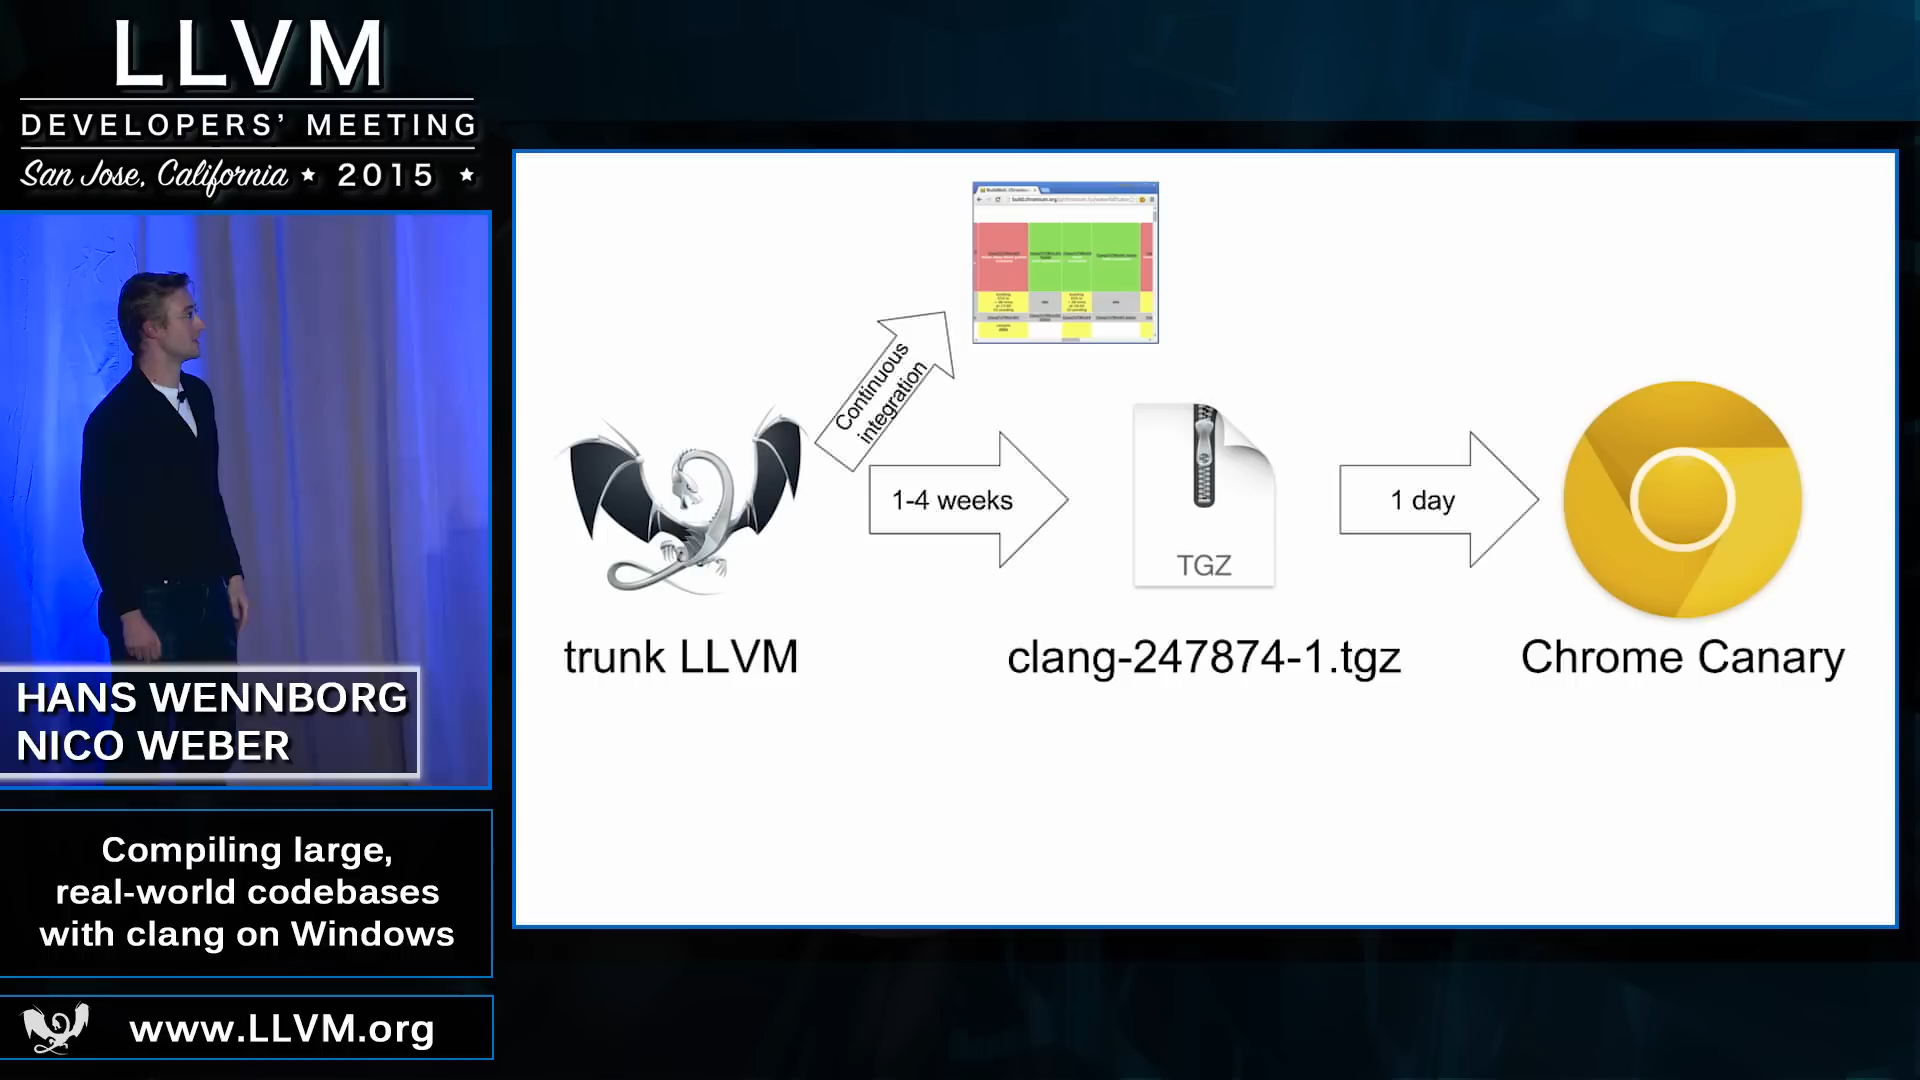 LLVM
DEVELOPERS' MEETING
San Jose, California ★ 2015 ★
HANS WENNBORG
NICO WEBER
Compiling large,
real-world codebases
with clang on Windows
www.LLVM.org
Continuous
integration
1-4 weeks
TGZ
1 day
trunk LLVM
clang-247874-1.tgz
Chrome Canary